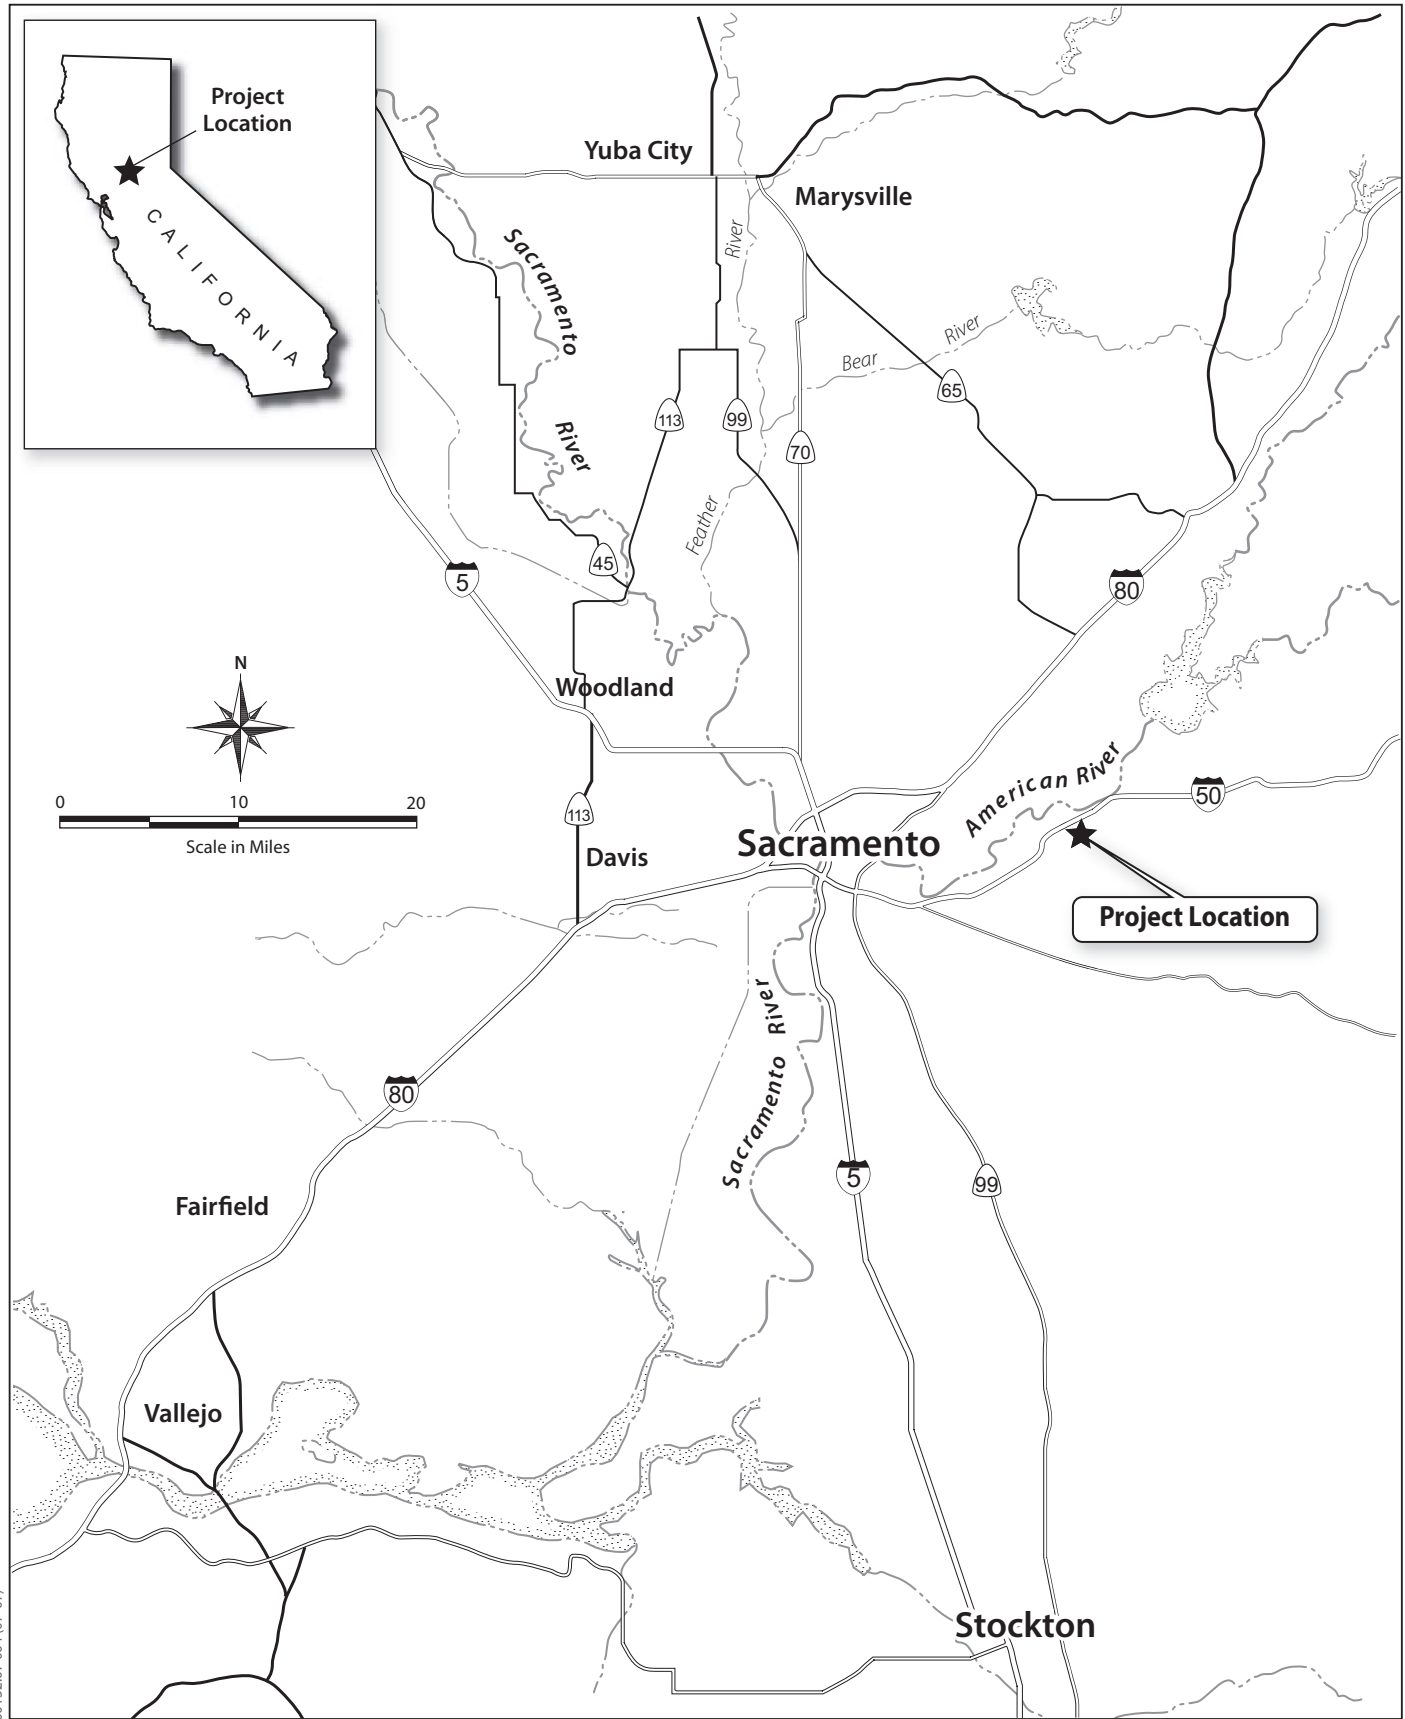 Project
Location
CALIFORNIA
Yuba City
Marysville
Sacramento
River
River
Bear
River
65
113
99
70
River
Feather
45
5
80
N
Woodland
0
10
20
Scale in Miles
113
Davis
Sacramento
American River
50
Project Location
Sacramento River
80
5
99
Fairfield
Vallejo
Stockton